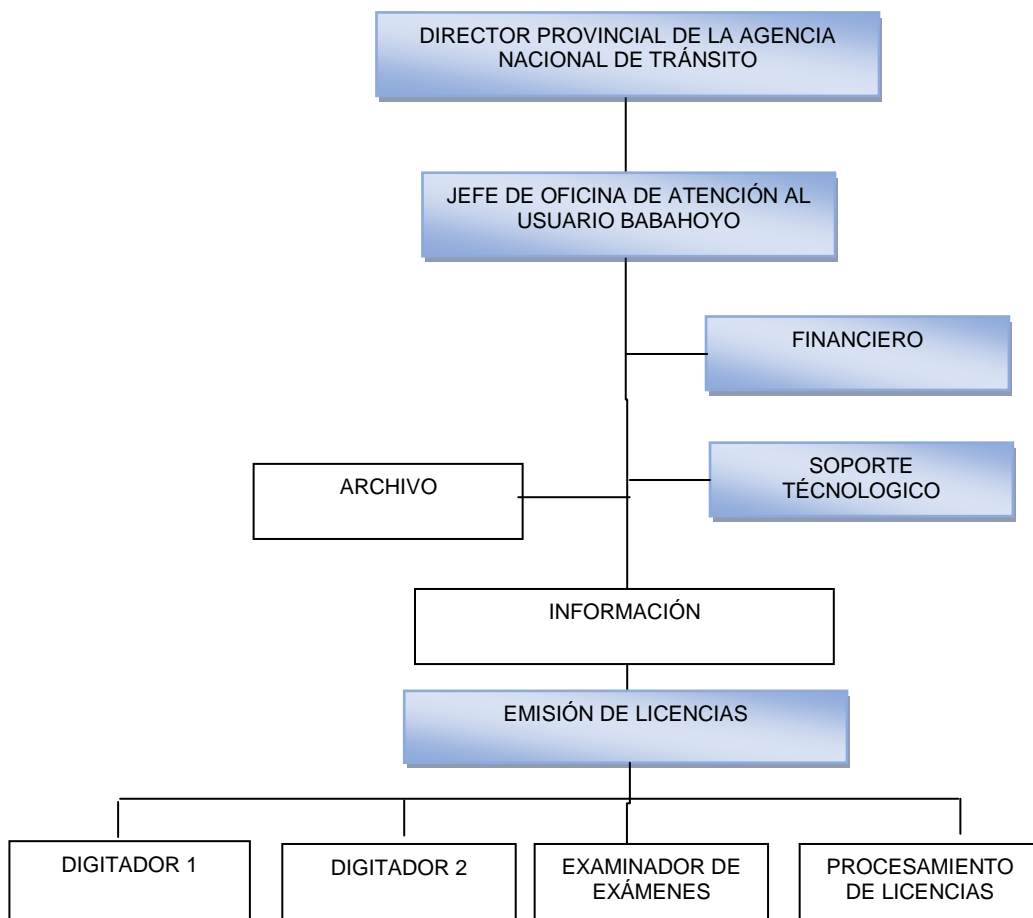 DIRECTOR PROVINCIAL DE LA AGENCIA
NACIONAL DE TRÁNSITO
JEFE DE OFICINA DE ATENCIÓN AL
USUARIO BABAHOYO
FINANCIERO
SOPORTE
TÉCNOLOGICO
ARCHIVO
INFORMACIÓN
EMISIÓN DE LICENCIAS
DIGITADOR 1
DIGITADOR 2
EXAMINADOR DE
EXÁMENES
PROCESAMIENTO
DE LICENCIAS